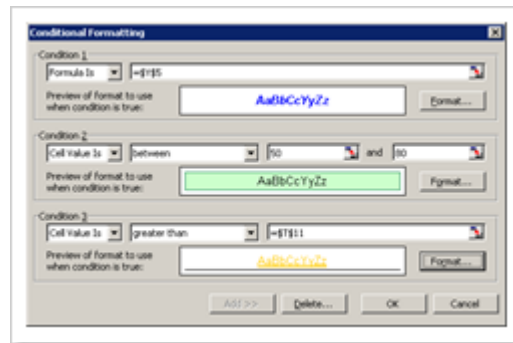 Conditional Formatting
Condition 1
Formula Is =$Y$5
Preview of format to use when condition is true: AaBbCcYyZz Format...
Condition 2
Cell Value Is between 50 and 80
Preview of format to use when condition is true: AaBbCcYyZz Format...
Condition 3
Cell Value Is greater than =$T$11
Preview of format to use when condition is true: AaBbCcYyZz Format...
Add >> Delete... OK Cancel